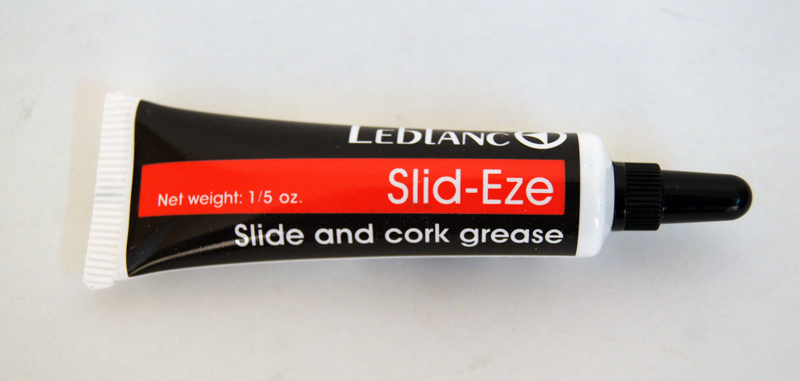 LEBLANC
Slid-Eze
Net weight: 1/5 oz.
Slide and cork grease